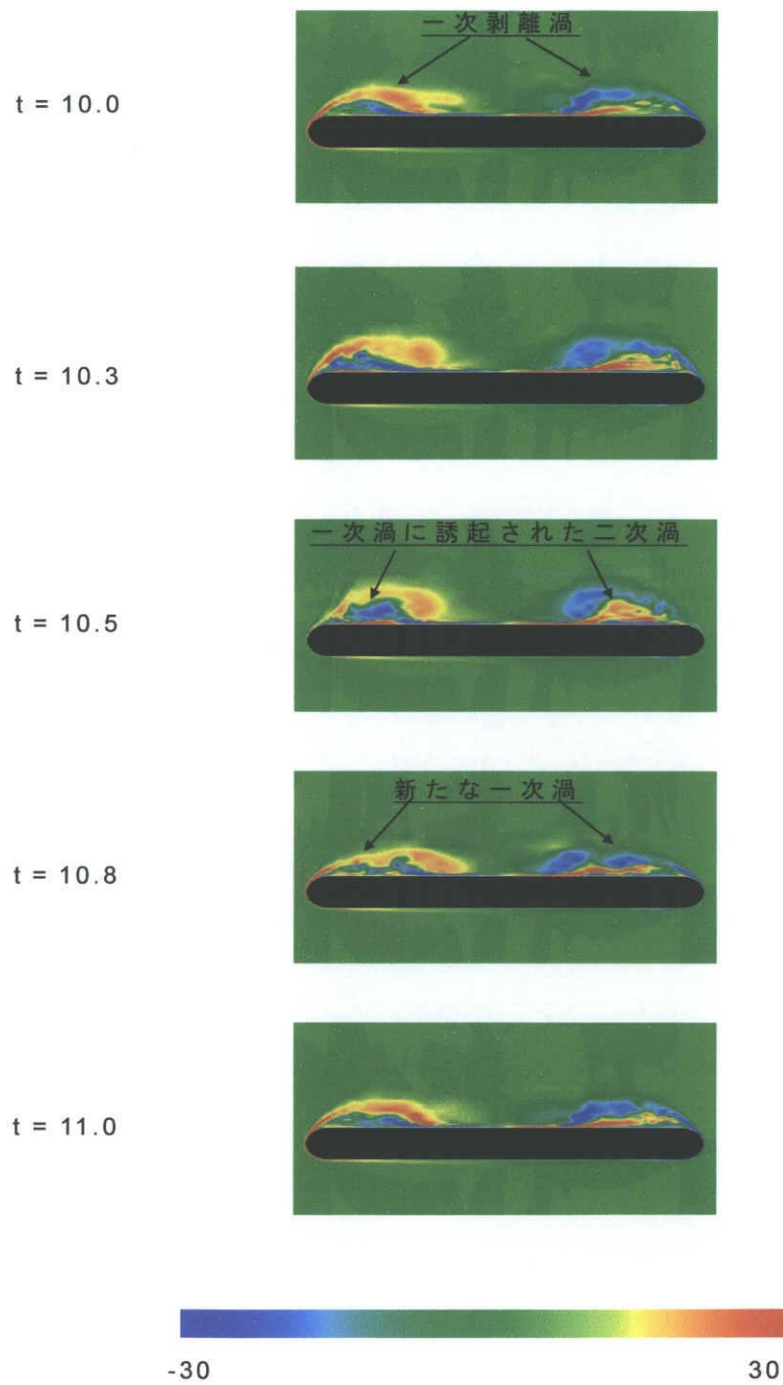 一次剥離渦
t = 10.0
t = 10.3
一次渦に誘起された二次渦
t = 10.5
新たな一次渦
t = 10.8
t = 11.0
-30
30